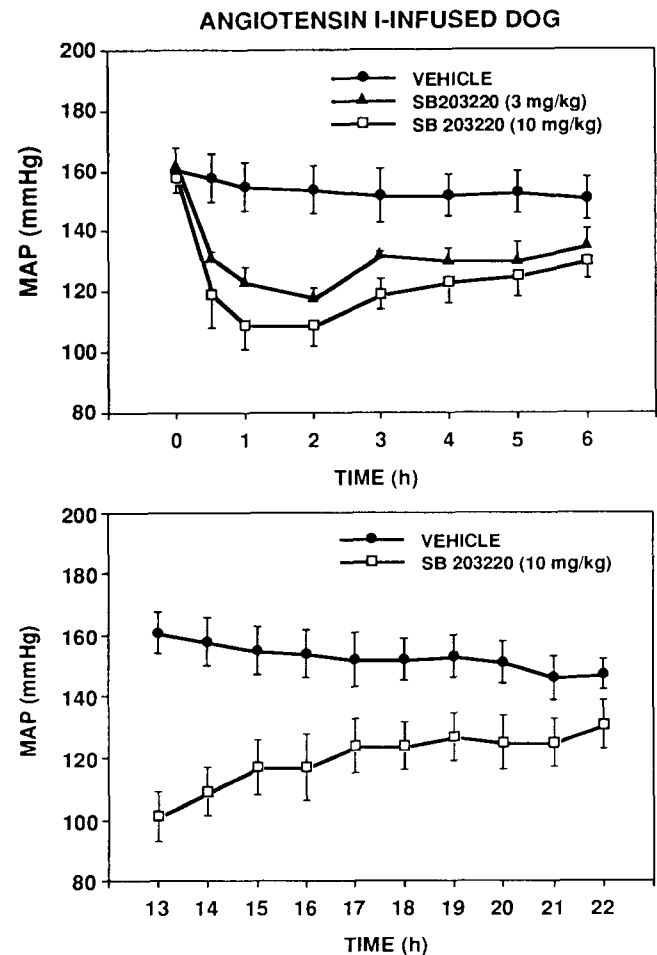 ANGIOTENSIN I-INFUSED DOG
200
180
160
140
120
100
80
MAP (mmHg)
VEHICLE
SB203220 (3 mg/kg)
SB 203220 (10 mg/kg)
0 1 2 3 4 5 6
TIME (h)
200
180
160
140
120
100
80
MAP (mmHg)
VEHICLE
SB 203220 (10 mg/kg)
13 14 15 16 17 18 19 20 21 22
TIME (h)